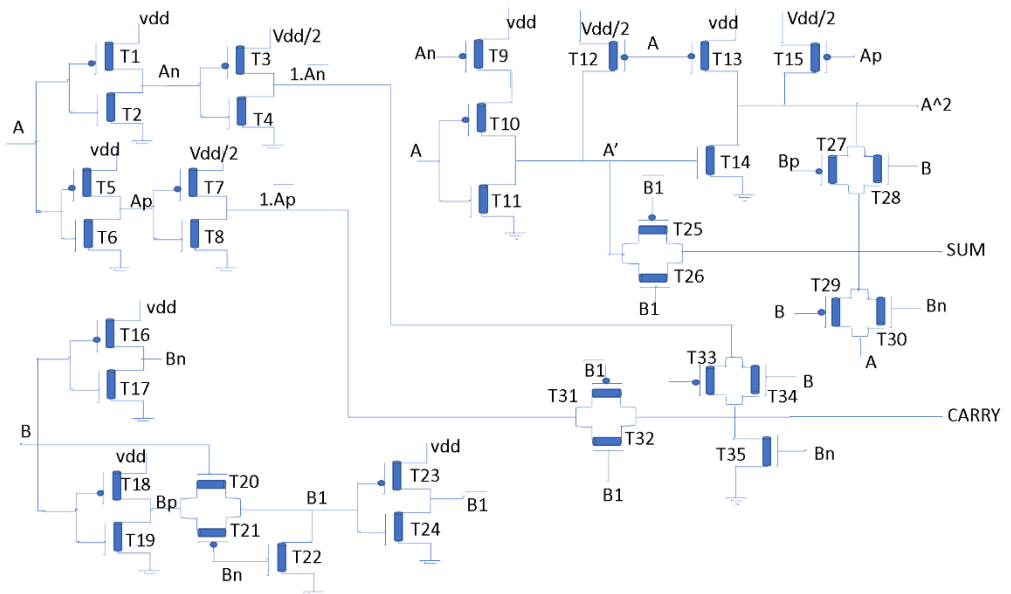 vdd
T1
T2
An
Vdd/2
T3
T4
1.An
A
vdd
T5
T6
Ap
Vdd/2
T7
T8
1.Ap
An
vdd
T9
A
T10
T11
Vdd/2
T12
A
vdd
T13
Vdd/2
T15
Ap
A^2
A'
T14
T27
Bp
B
T28
B1
T25
T26
B1
SUM
T29
B
Bn
T30
A
vdd
T16
Bn
T17
B
vdd
T18
Bp
T19
T20
T21
Bn
B1
T22
vdd
T23
B1
T24
B1
T31
T32
B1
T33
B
T34
CARRY
T35
Bn